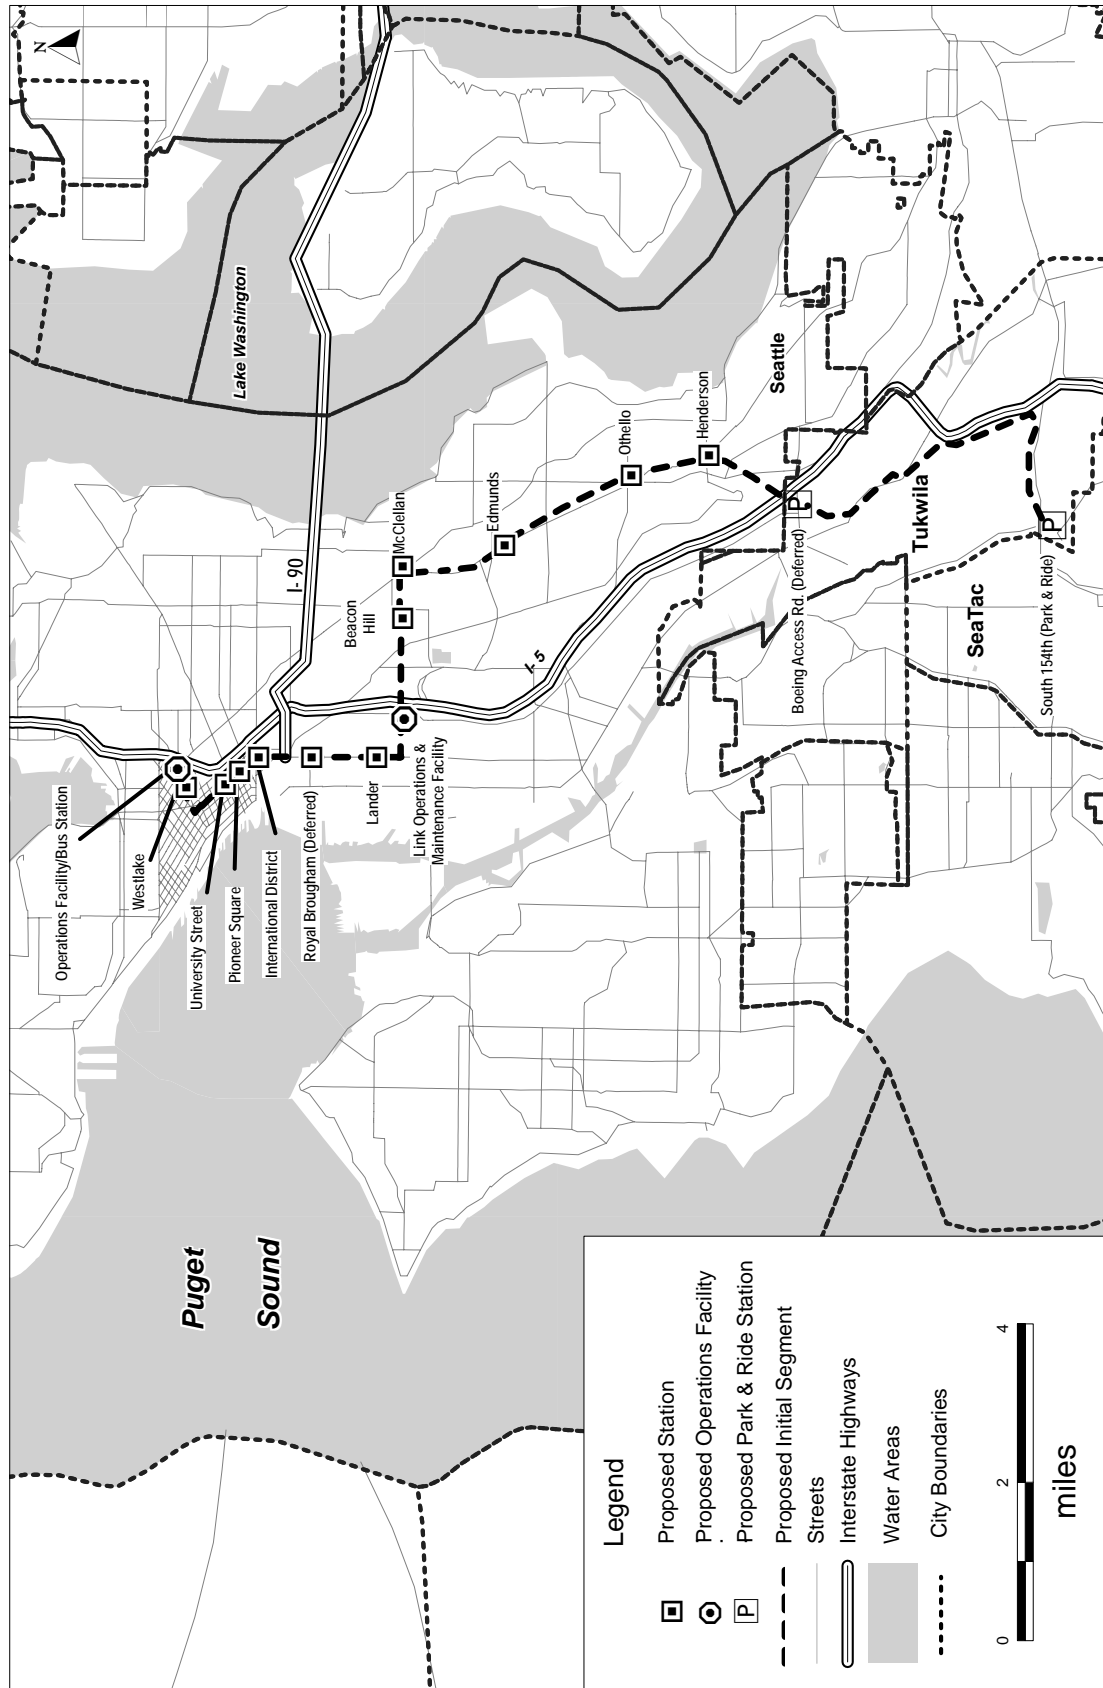 N
Lake Washington
I- 90
Operations Facility/Bus Station
Westlake
University Street
Pioneer Square
International District
Royal Brougham (Deferred)
Lander
Link Operations &
Maintenance Facility
Beacon
Hill
McClellan
Edmunds
Othello
Henderson
Seattle
I- 5
P
Boeing Access Rd. (Deferred)
Tukwila
SeaTac
P
South 154th (Park & Ride)
Puget
Sound
Legend
Proposed Station
Proposed Operations Facility
P
Proposed Park & Ride Station
Proposed Initial Segment
Streets
Interstate Highways
Water Areas
City Boundaries
0
2
4
miles